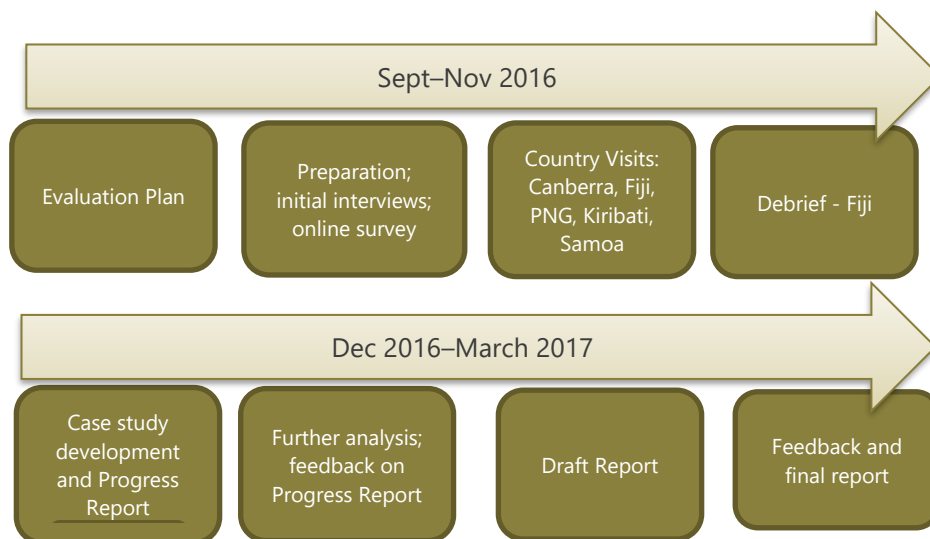 Sept–Nov 2016
Evaluation Plan
Preparation;
initial interviews;
online survey
Country Visits:
Canberra, Fiji,
PNG, Kiribati,
Samoa
Debrief - Fiji
Dec 2016–March 2017
Case study
development
and Progress
Report
Further analysis;
feedback on
Progress Report
Draft Report
Feedback and
final report